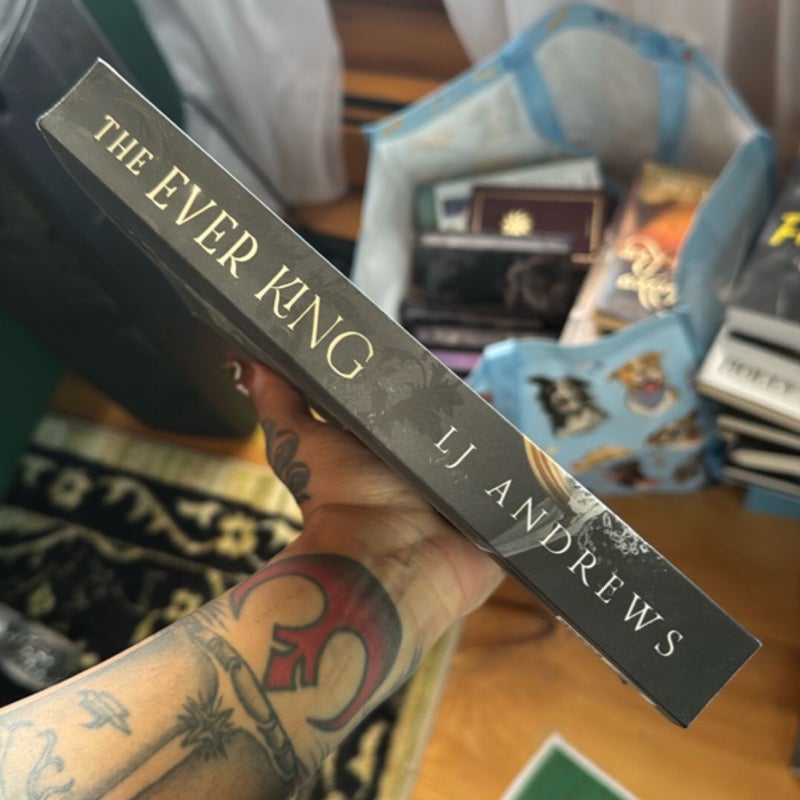 THE EVER KING
LJ ANDREWS